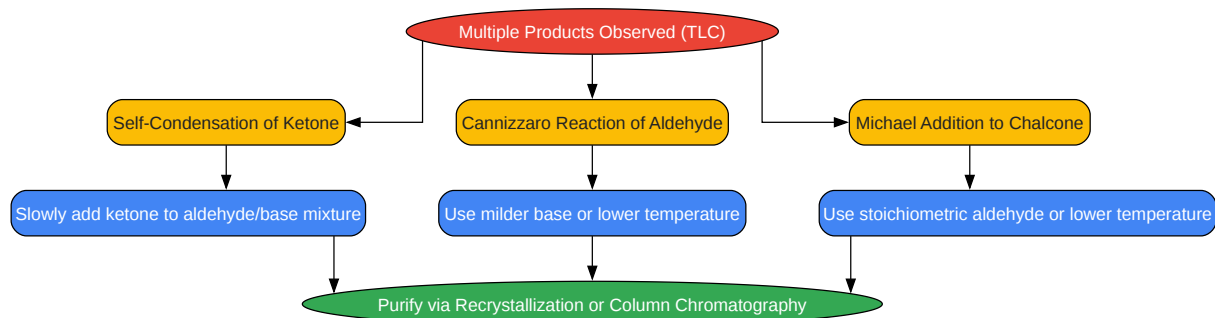 Multiple Products Observed (TLC)
Self-Condensation of Ketone
Cannizzaro Reaction of Aldehyde
Michael Addition to Chalcone
Slowly add ketone to aldehyde/base mixture
Use milder base or lower temperature
Use stoichiometric aldehyde or lower temperature
Purify via Recrystallization or Column Chromatography